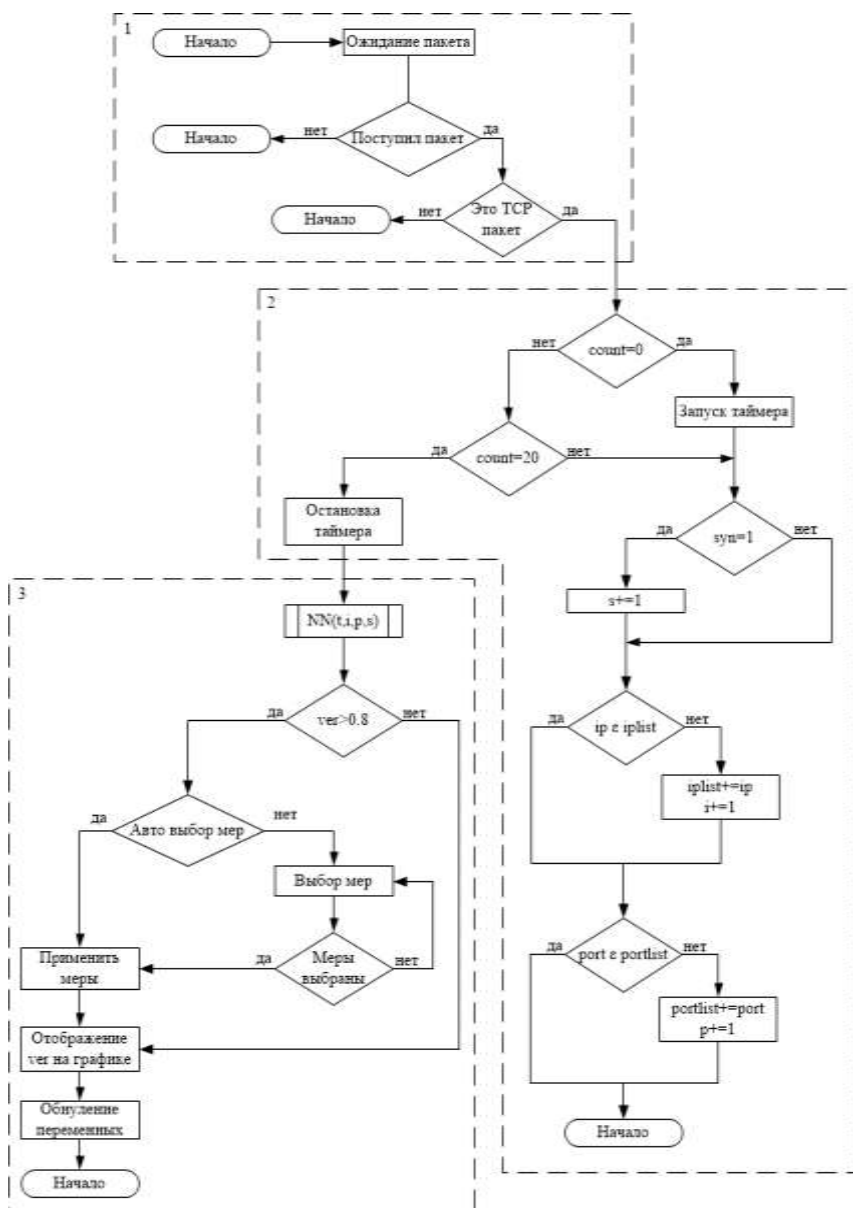 1
Начало
Ожидание пакета
Начало
нет
Поступил пакет
да
Начало
нет
Это TCP
пакет
да
2
нет
count=0
да
Запуск таймера
да
count=20
нет
Остановка
таймера
да
syn=1
нет
s+=1
3
NN(t,i,p,s)
да
ver>0.8
нет
да
ip ε iplist
нет
iplist+=ip
i+=1
да
Авто выбор мер
нет
Выбор мер
Применить
меры
да
Меры
выбраны
нет
да
port ε portlist
нет
portlist+=port
p+=1
Отображение
ver на графике
Обнуление
переменных
Начало
Начало